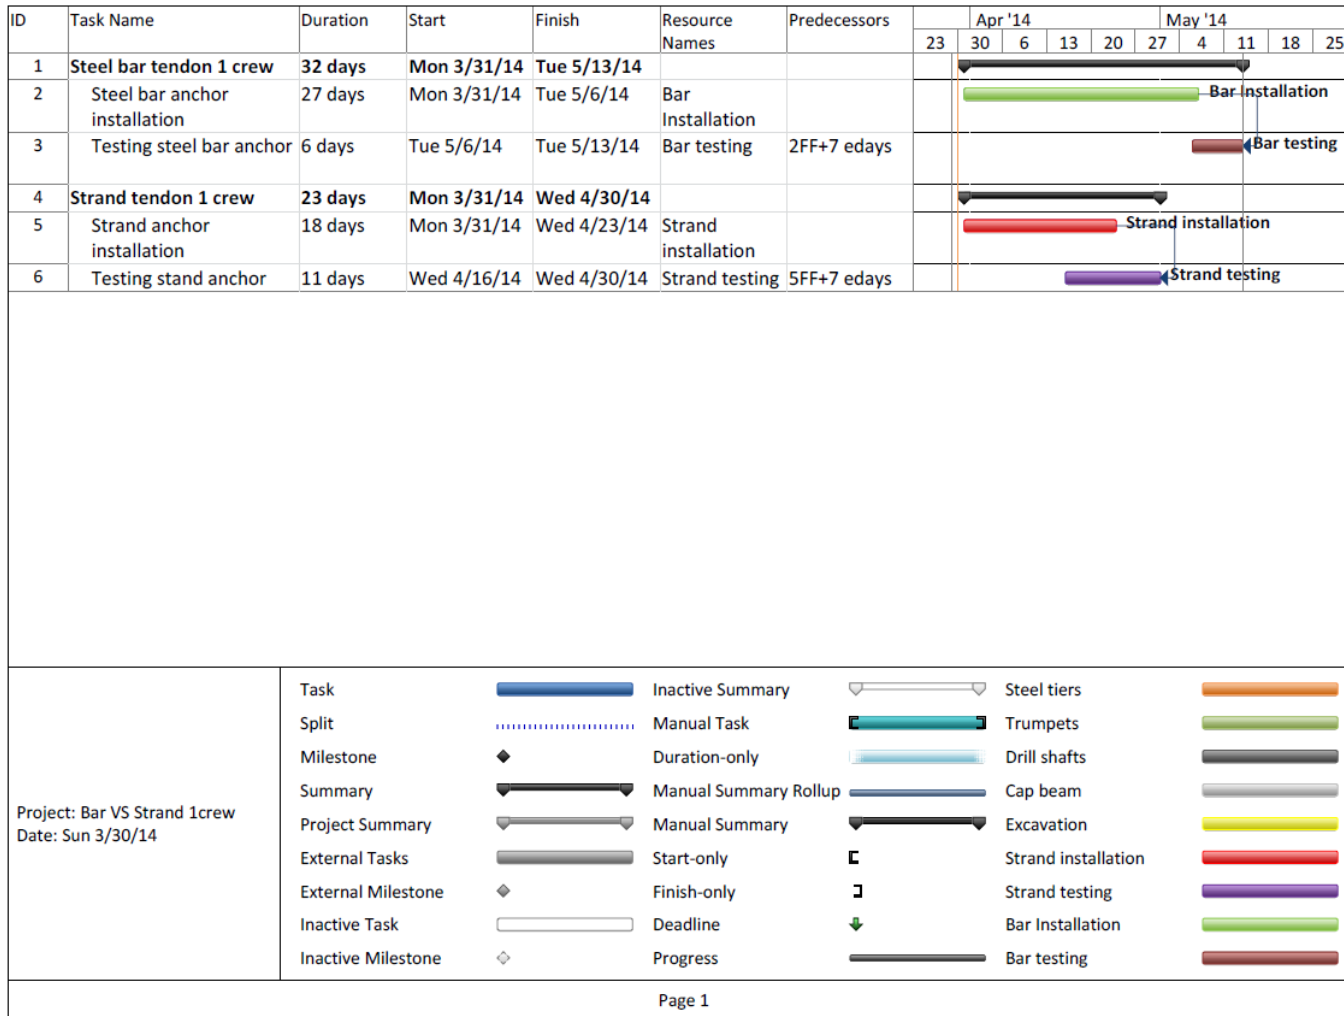 ID Task Name Duration Start Finish Resource Names Predecessors Apr '14 May '14
23 30 6 13 20 27 4 11 18 25
1 Steel bar tendon 1 crew 32 days Mon 3/31/14 Tue 5/13/14
2 Steel bar anchor installation 27 days Mon 3/31/14 Tue 5/6/14 Bar Installation Bar Installation
3 Testing steel bar anchor 6 days Tue 5/6/14 Tue 5/13/14 Bar testing 2FF+7 edays Bar testing
4 Strand tendon 1 crew 23 days Mon 3/31/14 Wed 4/30/14
5 Strand anchor installation 18 days Mon 3/31/14 Wed 4/23/14 Strand installation Strand installation
6 Testing stand anchor 11 days Wed 4/16/14 Wed 4/30/14 Strand testing 5FF+7 edays Strand testing
Project: Bar VS Strand 1crew
Date: Sun 3/30/14
Task Inactive Summary Steel tiers
Split Manual Task Trumpets
Milestone Duration-only Drill shafts
Summary Manual Summary Rollup Cap beam
Project Summary Manual Summary Excavation
External Tasks Start-only Strand installation
External Milestone Finish-only Strand testing
Inactive Task Deadline Bar Installation
Inactive Milestone Progress Bar testing
Page 1